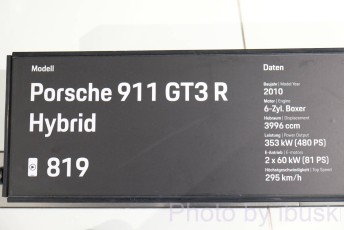 Modell
Porsche 911 GT3 R
Hybrid
819
Daten
Baujahr | Model Year
2010
Motor | Engine
6-Zyl. Boxer
Hubraum | Displacement
3996 ccm
Leistung | Power Output
353 kW (480 PS)
E-Antrieb | E-motors
2 x 60 kW (81 PS)
Höchstgeschwindigkeit | Top Speed
295 km/h
Photo by ibuski